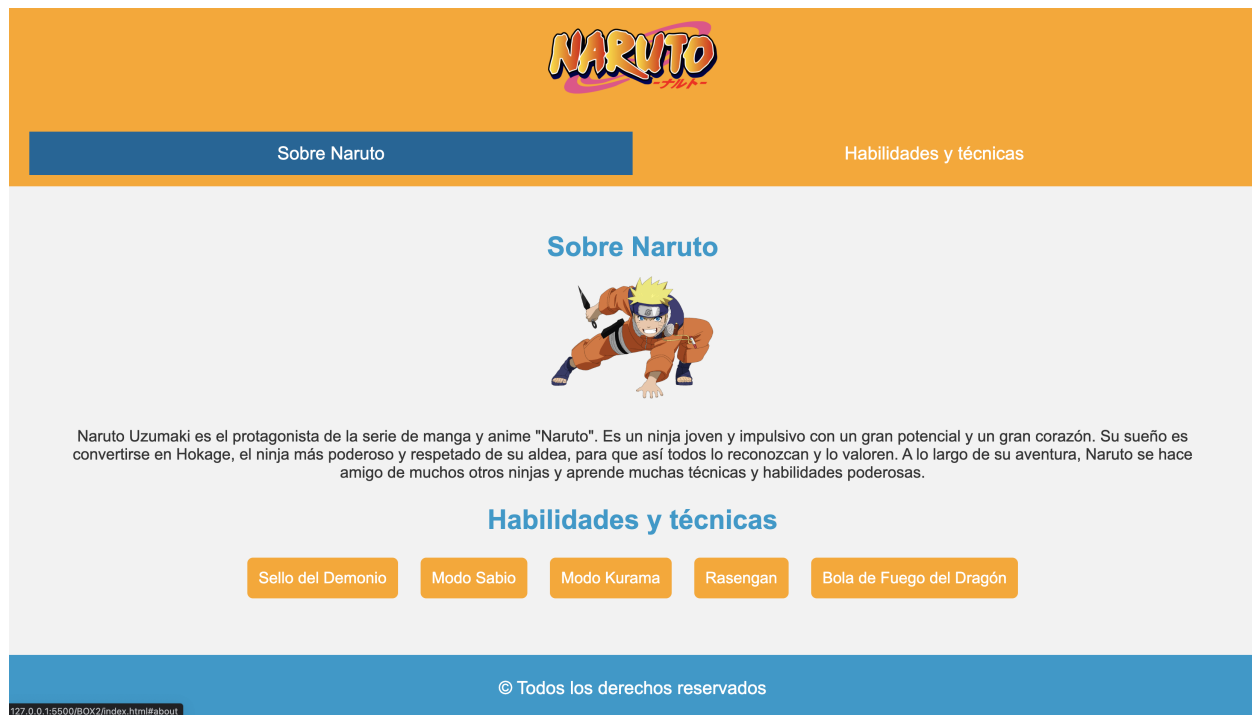 NARUTO
-ナルト-
Sobre Naruto
Habilidades y técnicas
Sobre Naruto
Naruto Uzumaki es el protagonista de la serie de manga y anime "Naruto". Es un ninja joven y impulsivo con un gran potencial y un gran corazón. Su sueño es
convertirse en Hokage, el ninja más poderoso y respetado de su aldea, para que así todos lo reconozcan y lo valoren. A lo largo de su aventura, Naruto se hace
amigo de muchos otros ninjas y aprende muchas técnicas y habilidades poderosas.
Habilidades y técnicas
Sello del Demonio
Modo Sabio
Modo Kurama
Rasengan
Bola de Fuego del Dragón
© Todos los derechos reservados
127.0.0.1:5500/BOX2/index.html#about